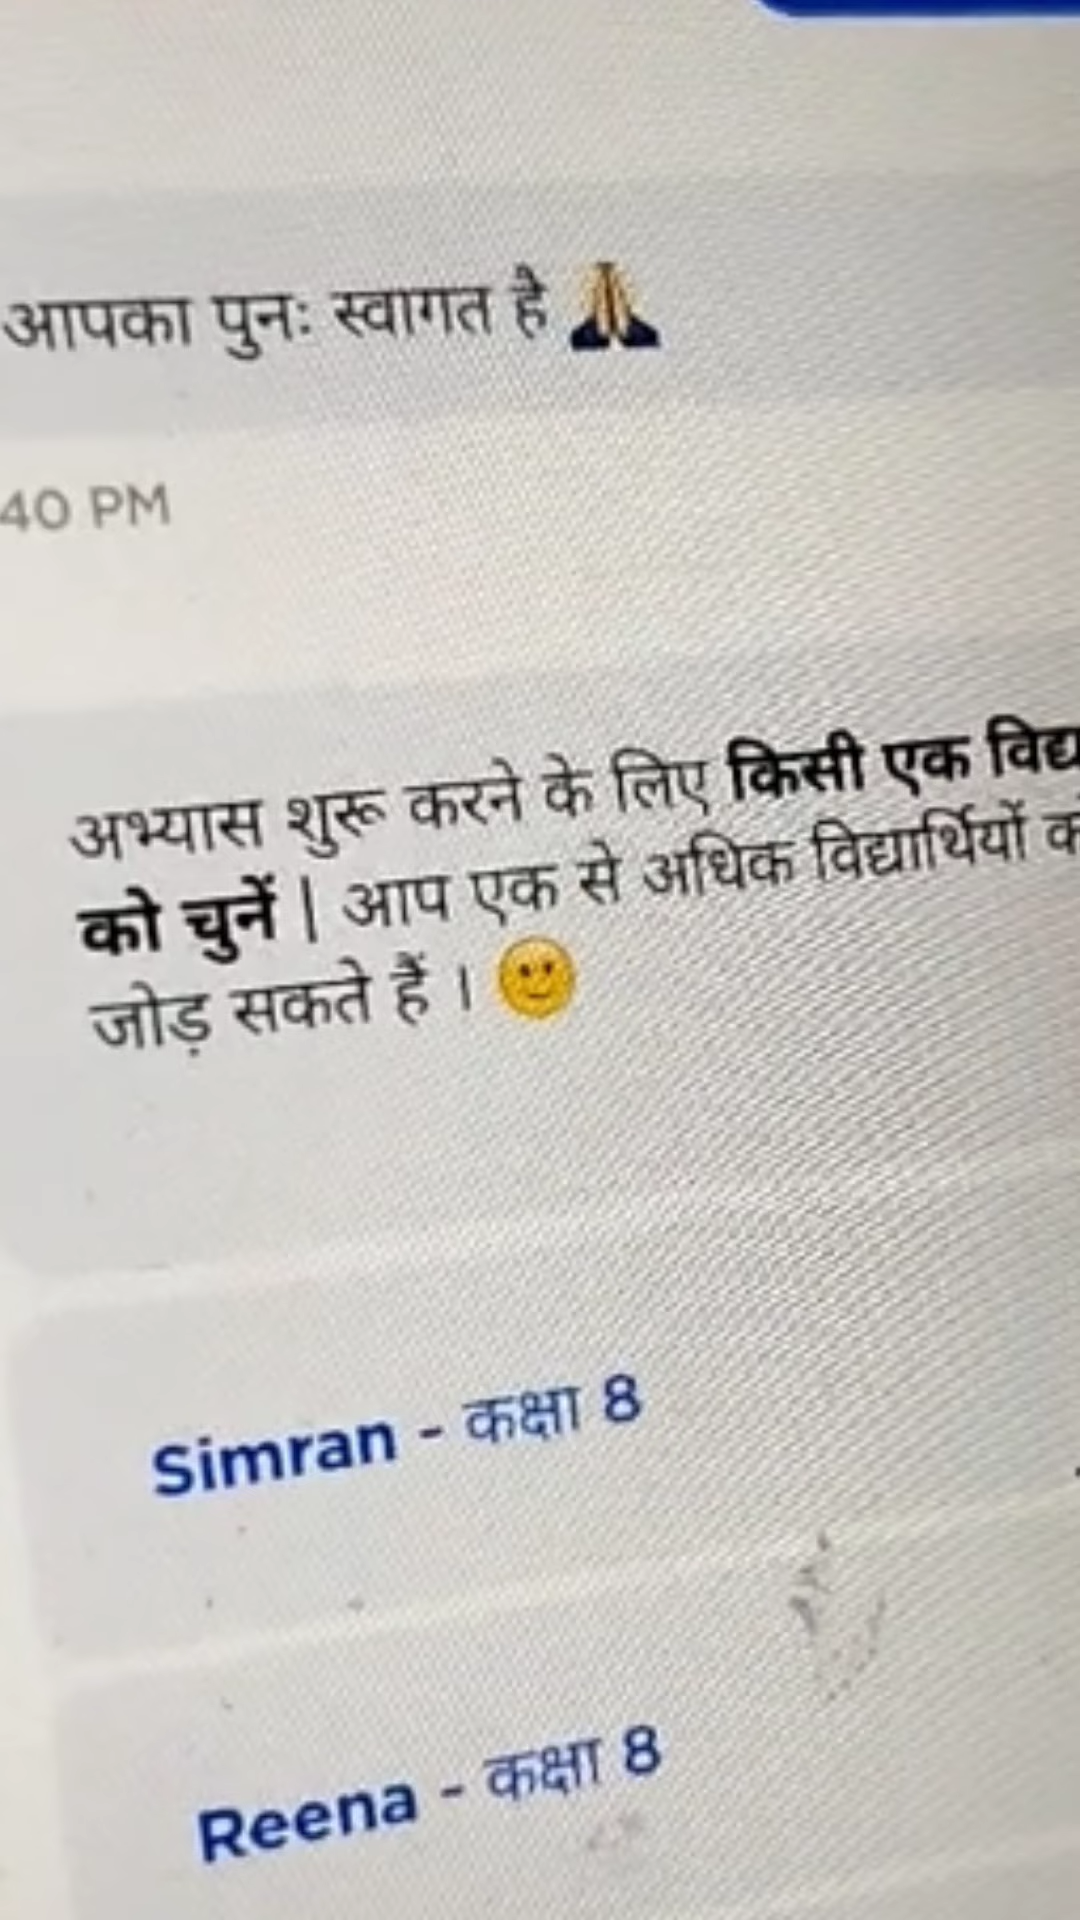 आपका पुनः स्वागत है 🙏
40 PM
अभ्यास शुरू करने के लिए किसी एक
को चुनें | आप एक से अधिक विद्यार्थियों
जोड़ सकते हैं । 🙂
Simran - कक्षा 8
Reena - कक्षा 8